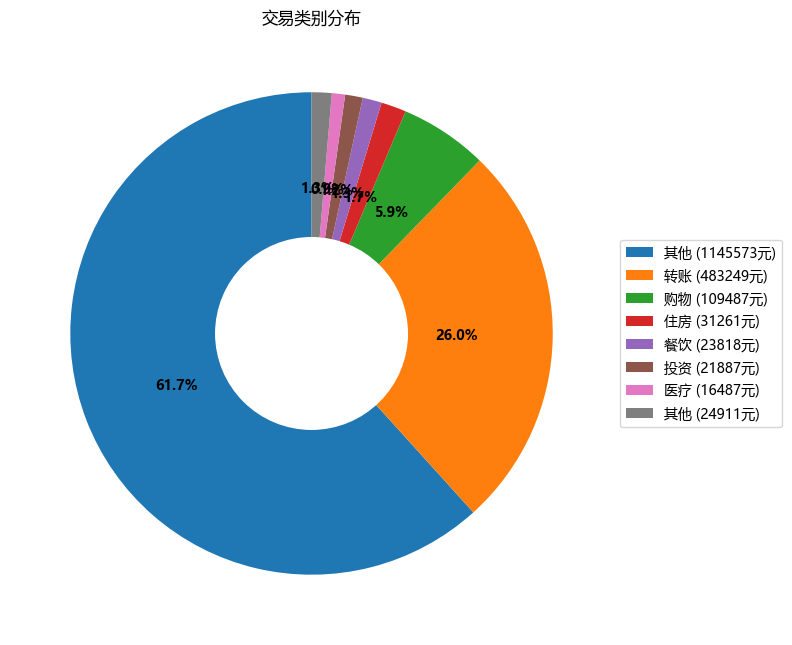 交易类别分布
1.3%
1.7%
5.9%
26.0%
61.7%
其他 (1145573元)
转账 (483249元)
购物 (109487元)
住房 (31261元)
餐饮 (23818元)
投资 (21887元)
医疗 (16487元)
其他 (24911元)